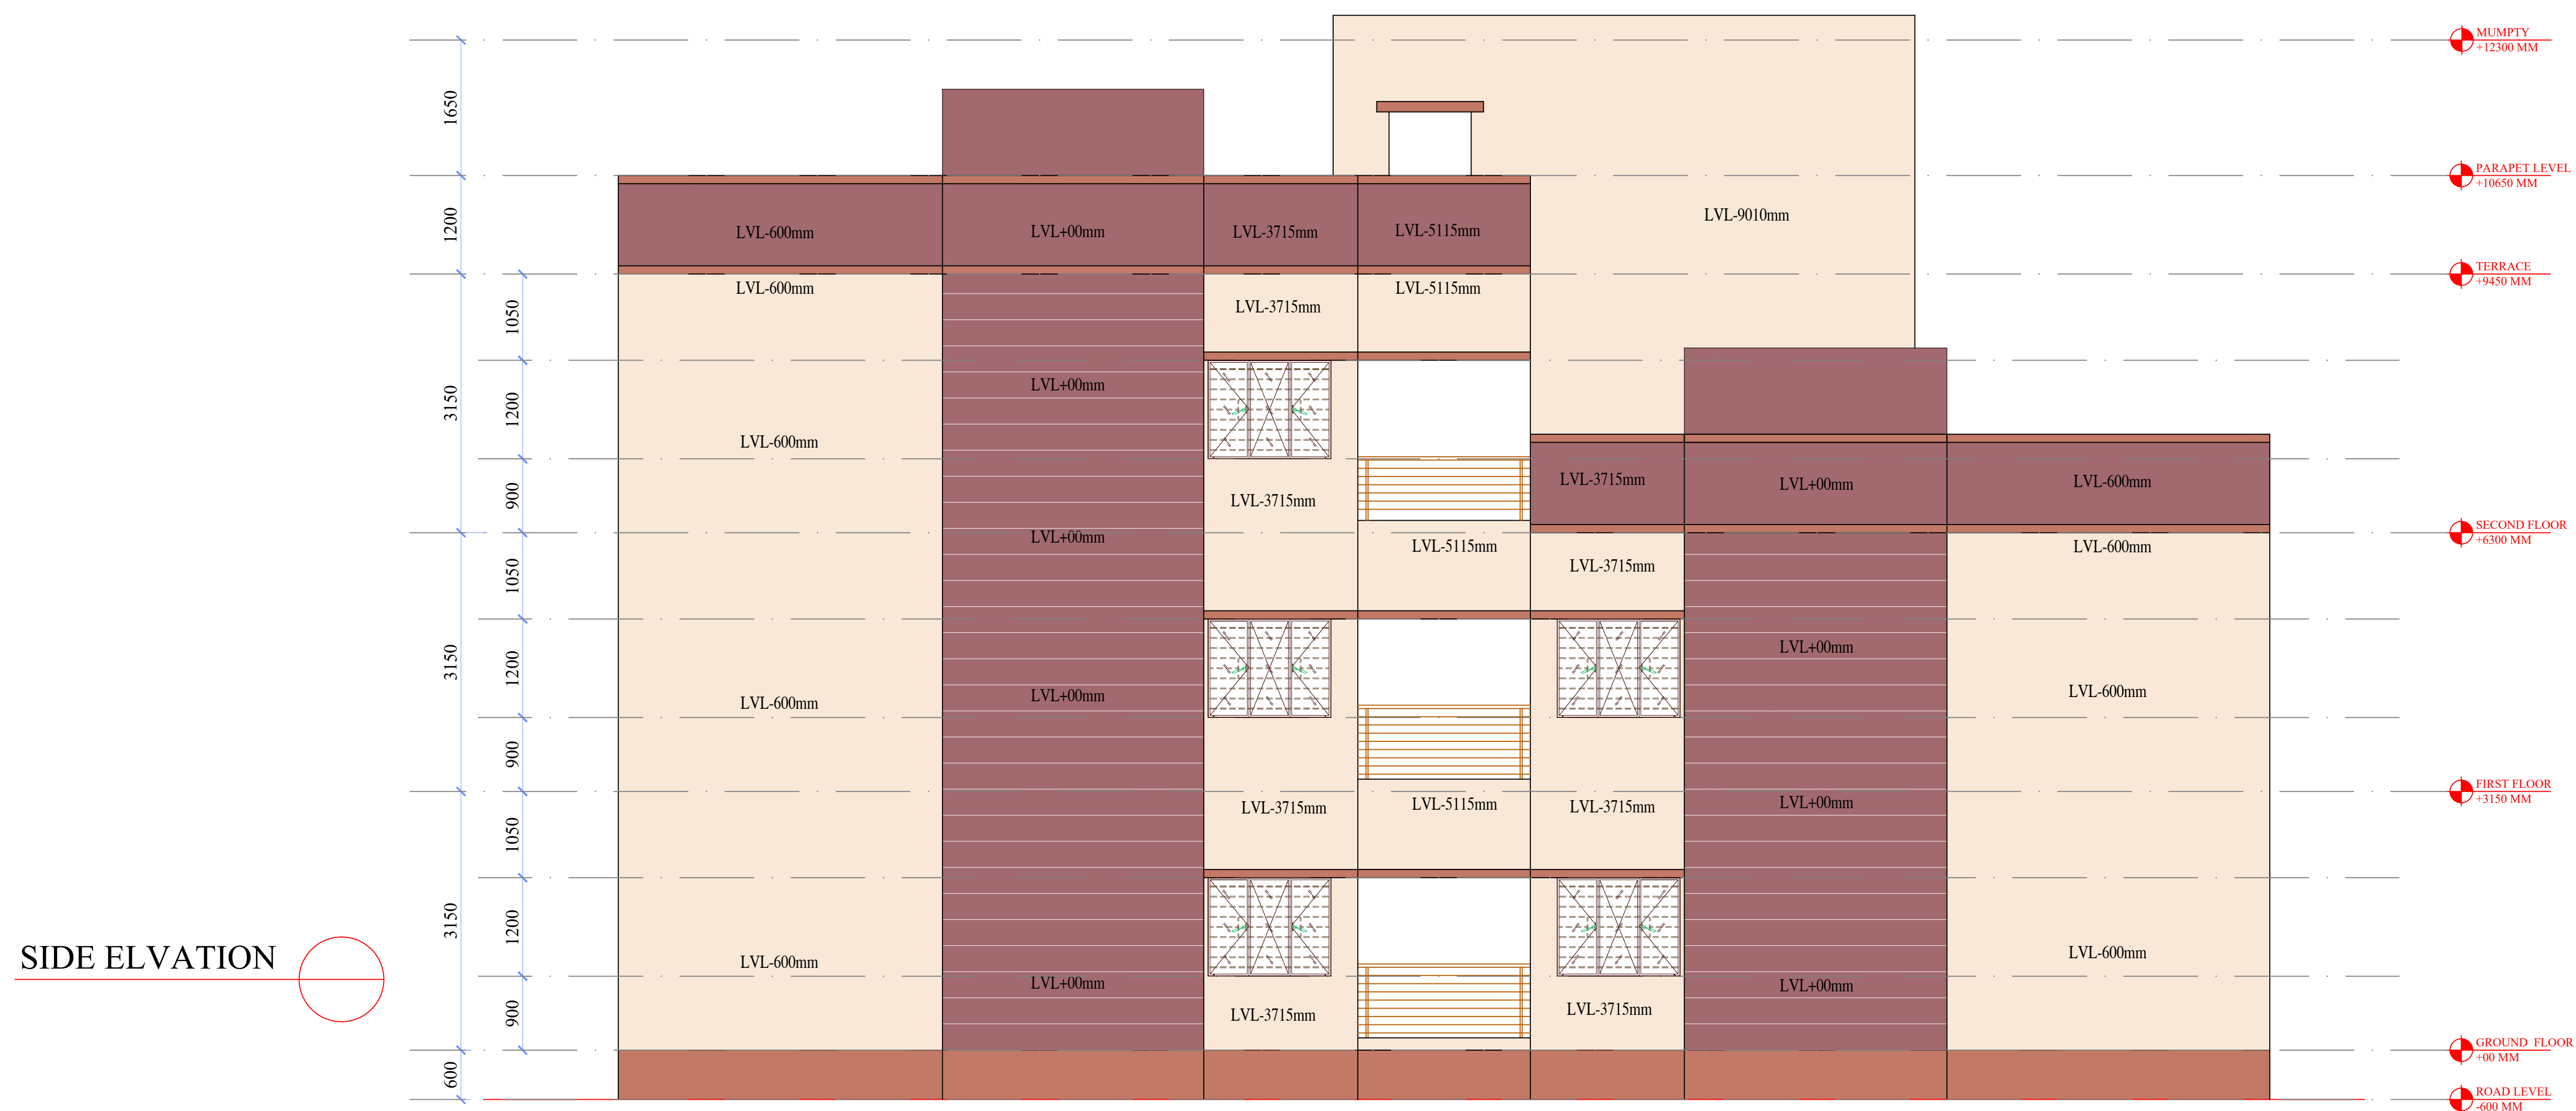 MUMPTY
+12300 MM
1650
PARAPET LEVEL
+10650 MM
1200
LVL-600mm
LVL+00mm
LVL-3715mm
LVL-5115mm
LVL-9010mm
TERRACE
+9450 MM
LVL-600mm
LVL-3715mm
LVL-5115mm
1050
3150
1200
LVL+00mm
LVL-600mm
900
LVL-3715mm
LVL-3715mm
LVL+00mm
LVL-600mm
SECOND FLOOR
+6300 MM
LVL+00mm
LVL-5115mm
LVL-3715mm
LVL-600mm
1050
3150
1200
LVL-600mm
LVL+00mm
LVL+00mm
LVL-600mm
900
FIRST FLOOR
+3150 MM
LVL-3715mm
LVL-5115mm
LVL-3715mm
LVL+00mm
1050
3150
1200
SIDE ELVATION
LVL-600mm
LVL+00mm
LVL-600mm
LVL+00mm
900
LVL-3715mm
LVL-3715mm
GROUND FLOOR
+00 MM
600
ROAD LEVEL
-600 MM